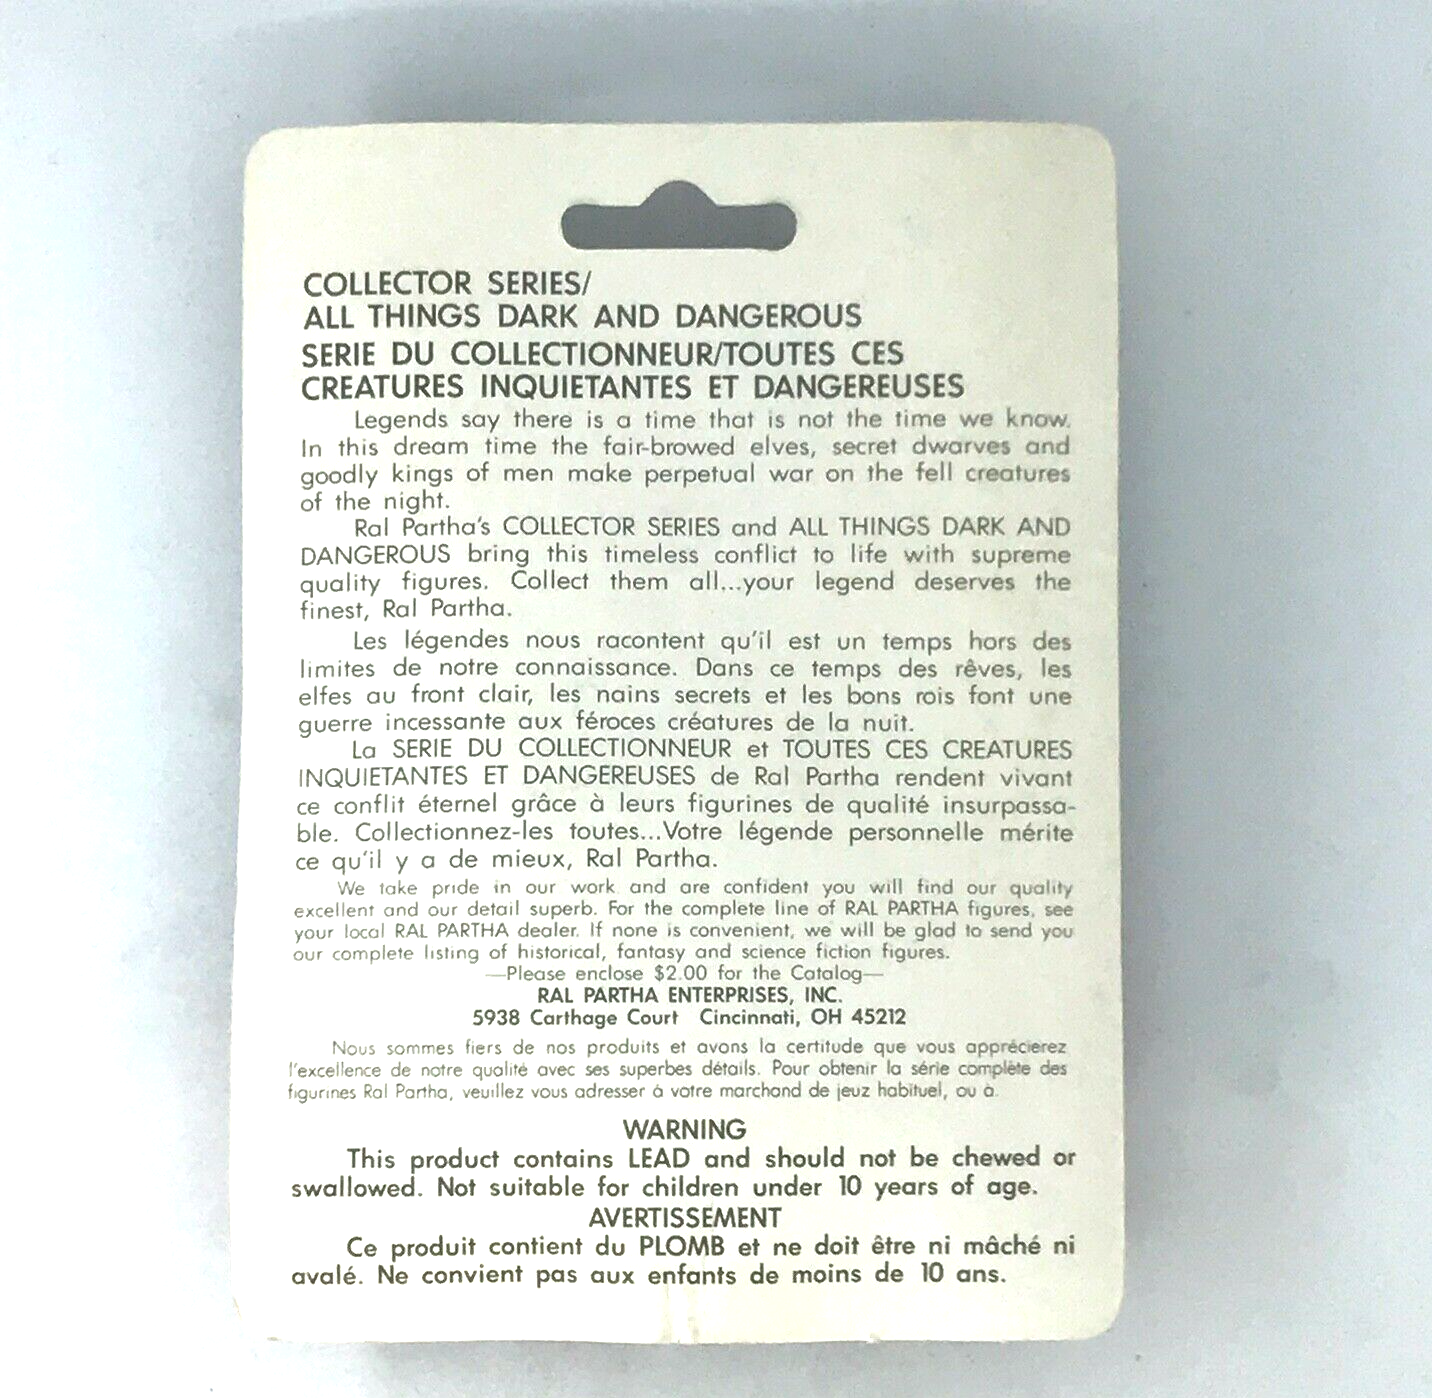 COLLECTOR SERIES/
ALL THINGS DARK AND DANGEROUS
SERIE DU COLLECTIONNEUR/TOUTES CES
CREATURES INQUIETANTES ET DANGEREUSES
Legends say there is a time that is not the time we know.
In this dream time the fair-browed elves, secret dwarves and
goodly kings of men make perpetual war on the fell creatures
of the night.
Ral Partha's COLLECTOR SERIES and ALL THINGS DARK AND
DANGEROUS bring this timeless conflict to life with supreme
quality figures. Collect them all...your legend deserves the
finest, Ral Partha.
Les légendes nous racontent qu'il est un temps hors des
limites de notre connaissance. Dans ce temps des rêves, les
elfes au front clair, les nains secrets et les bons rois font une
guerre incessante aux féroces créatures de la nuit.
La SERIE DU COLLECTIONNEUR et TOUTES CES CREATURES
INQUIETANTES ET DANGEREUSES de Ral Partha rendent vivant
ce conflit éternel grâce à leurs figurines de qualité insurpassa-
ble. Collectionnez-les toutes...Votre légende personnelle mérite
ce qu'il y a de mieux, Ral Partha.
We take pride in our work and are confident you will find our quality
excellent and our detail superb. For the complete line of RAL PARTHA figures, see
your local RAL PARTHA dealer. If none is convenient, we will be glad to send you
our complete listing of historical, fantasy and science fiction figures.
—Please enclose $2.00 for the Catalog—
RAL PARTHA ENTERPRISES, INC.
5938 Carthage Court Cincinnati, OH 45212
Nous sommes fiers de nos produits et avons la certitude que vous apprécierez
l'excellence de notre qualité avec ses superbes détails. Pour obtenir la série complète des
figurines Ral Partha, veuillez vous adresser à votre marchand de jeuz habituel, ou à.
WARNING
This product contains LEAD and should not be chewed or
swallowed. Not suitable for children under 10 years of age.
AVERTISSEMENT
Ce produit contient du PLOMB et ne doit être ni mâché ni
avalé. Ne convient pas aux enfants de moins de 10 ans.